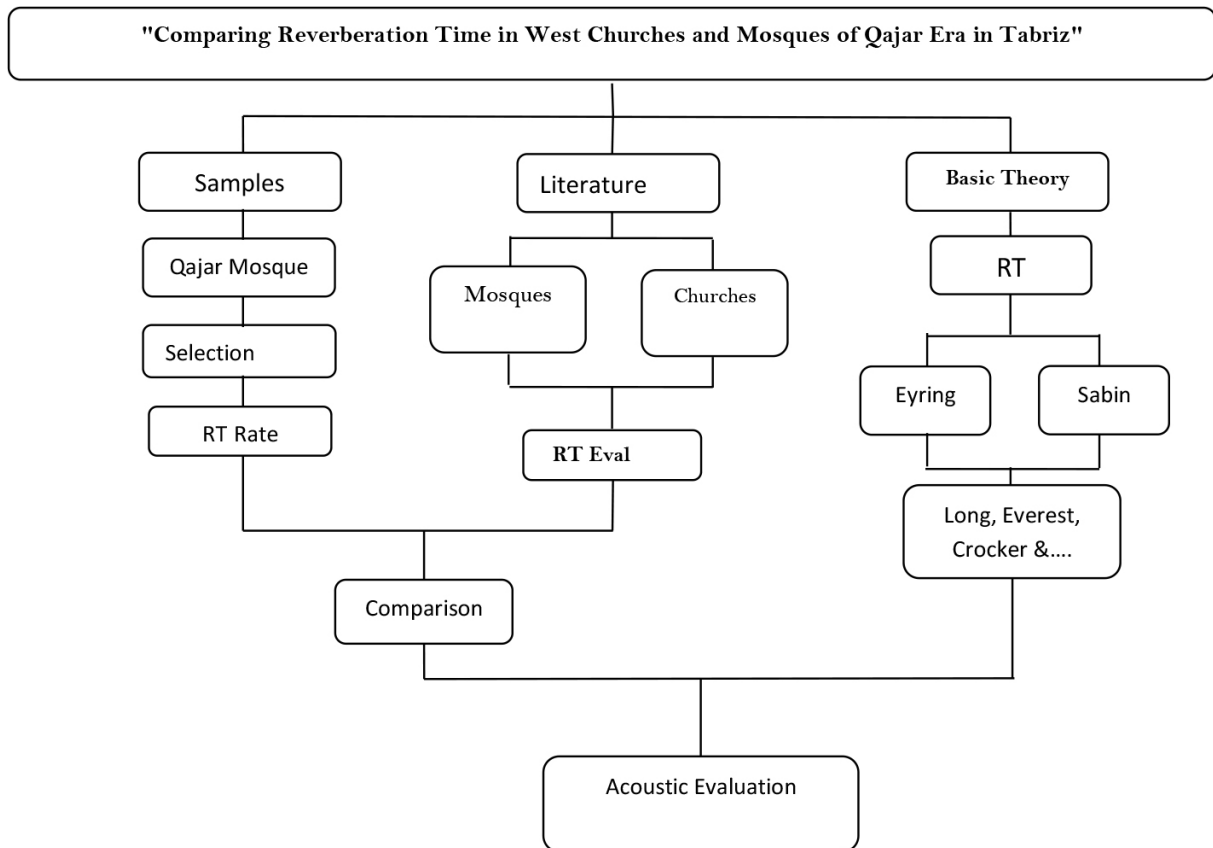 "Comparing Reverberation Time in West Churches and Mosques of Qajar Era in Tabriz"
Samples
Literature
Basic Theory
Qajar Mosque
RT
Mosques
Churches
Selection
Eyring
Sabin
RT Rate
RT Eval
Long, Everest,
Crocker &....
Comparison
Acoustic Evaluation